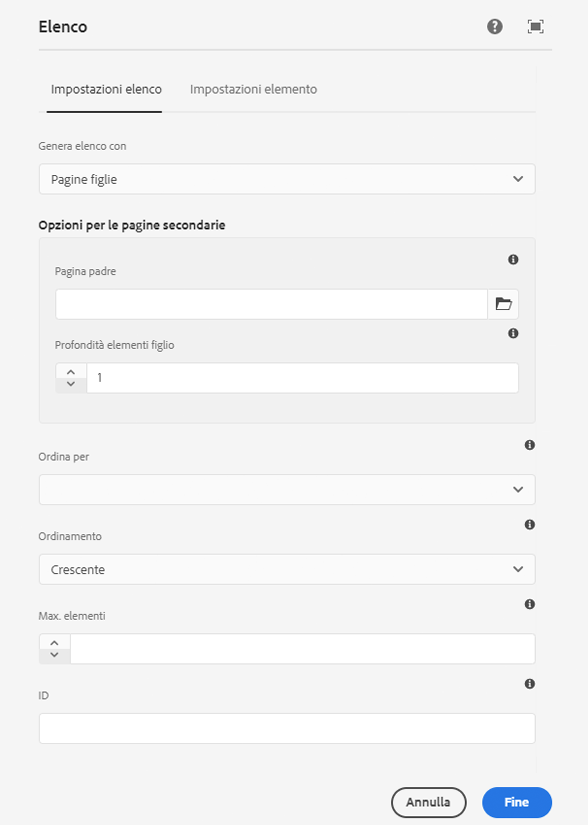 Elenco
Impostazioni elenco Impostazioni elemento
Genera elenco con
Pagine figlie
Opzioni per le pagine secondarie
Pagina padre
Profondità elementi figlio
1
Ordina per
Ordinamento
Crescente
Max. elementi
ID
Annulla Fine